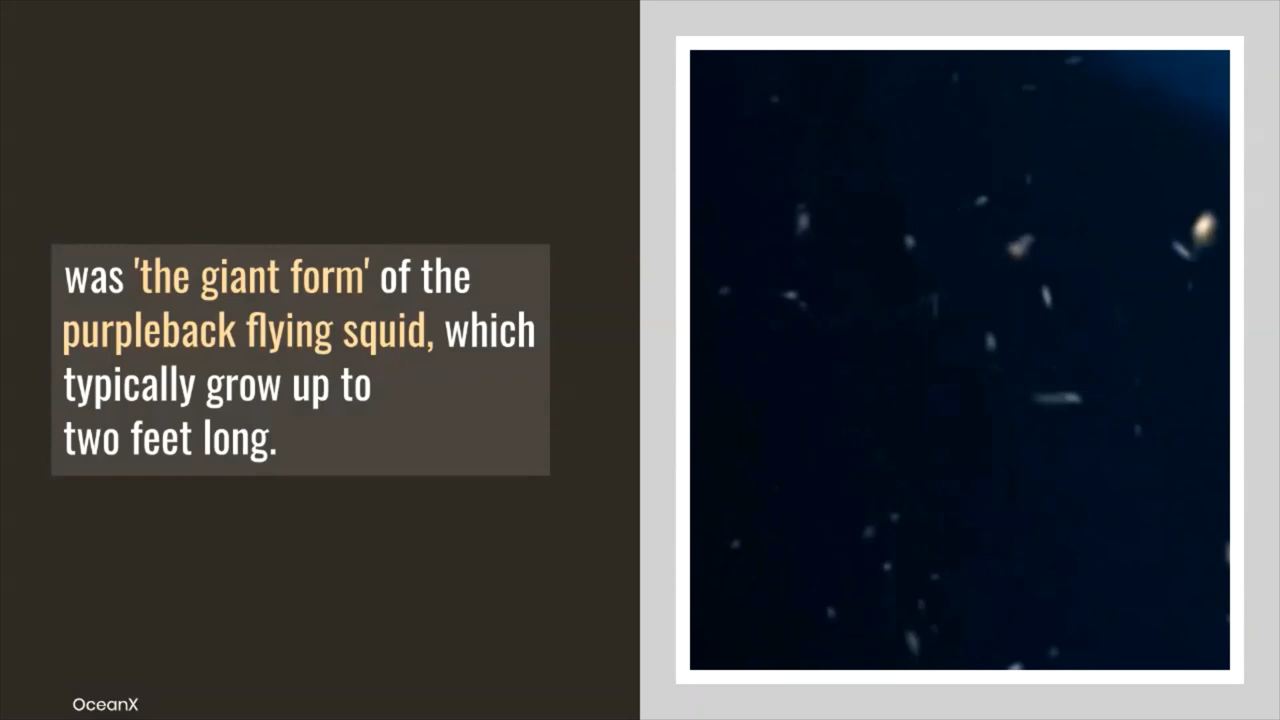 was 'the giant form' of the
purpleback flying squid, which
typically grow up to
two feet long.
OceanX